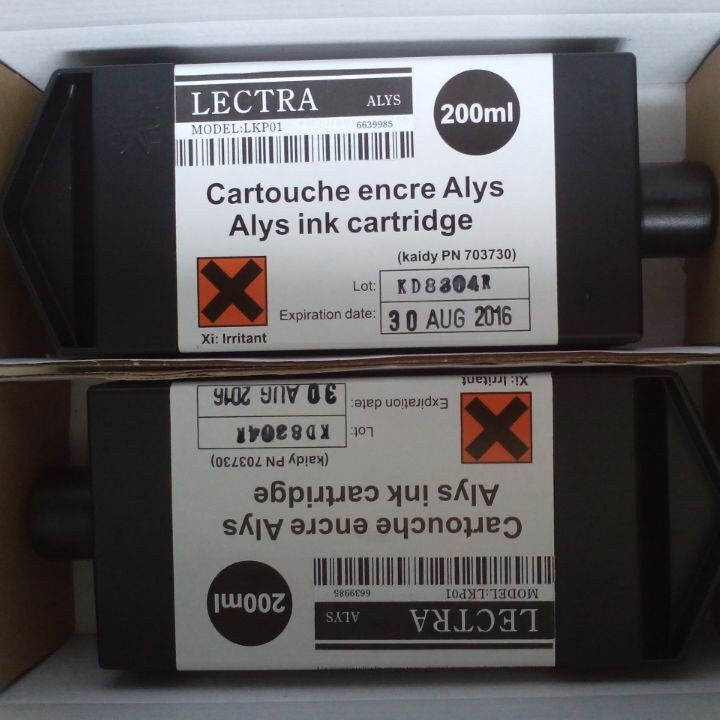 LECTRA ALYS
MODEL:LKP01 6639985
200ml
Cartouche encre Alys
Alys ink cartridge
(kaidy PN 703730)
Lot: KD8304R
Expiration date: 30 AUG 2016
Xi: Irritant
LECTRA ALYS
MODEL:LKP01 6639985
200ml
Cartouche encre Alys
Alys ink cartridge
(kaidy PN 703730)
Lot: KD8304R
Expiration date: 30 AUG 2016
Xi: Irritant